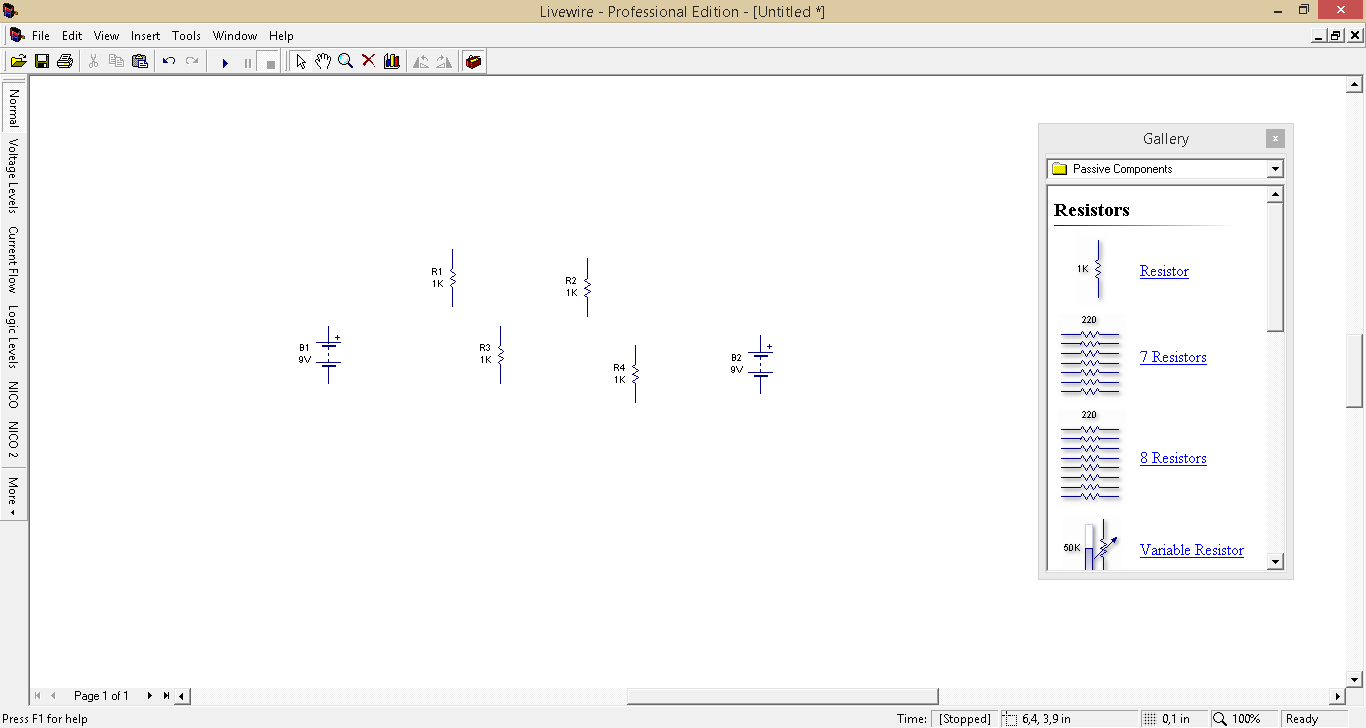 Livewire - Professional Edition - [Untitled *]
File Edit View Insert Tools Window Help
Normal
Voltage Levels
Current Flow
Logic Levels
NICO
NICO 2
More
R1
1K
R2
1K
B1
9V
+
R3
1K
R4
1K
B2
9V
+
Gallery
Passive Components
Resistors
1K Resistor
220
7 Resistors
220
8 Resistors
50K Variable Resistor
Page 1 of 1
Press F1 for help
Time: [Stopped] 6,4, 3,9 in 0,1 in 100% Ready